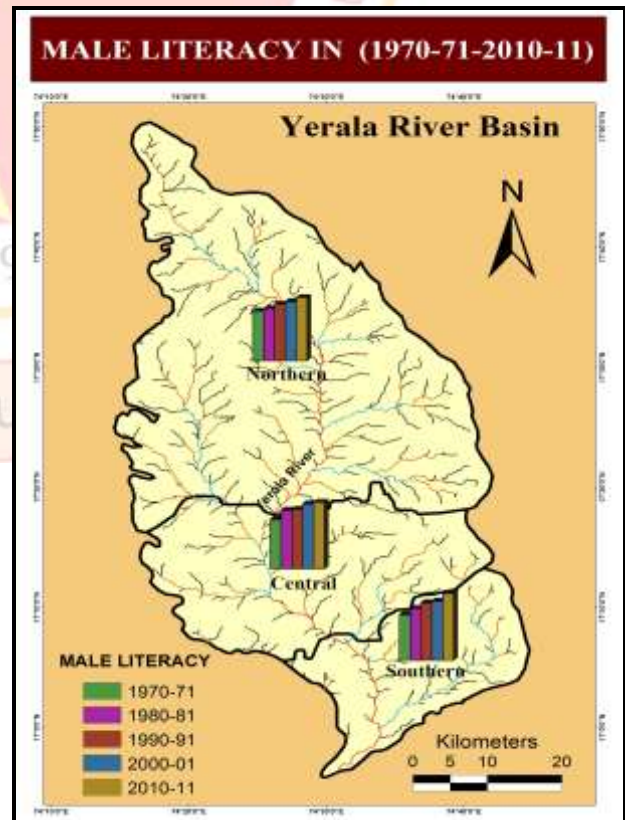 MALE LITERACY IN (1970-71-2010-11)
Yerala River Basin
N
Northern
Yerala River
Central
Southern
MALE LITERACY
1970-71
1980-81
1990-91
2000-01
2010-11
Kilometers
0 5 10 20